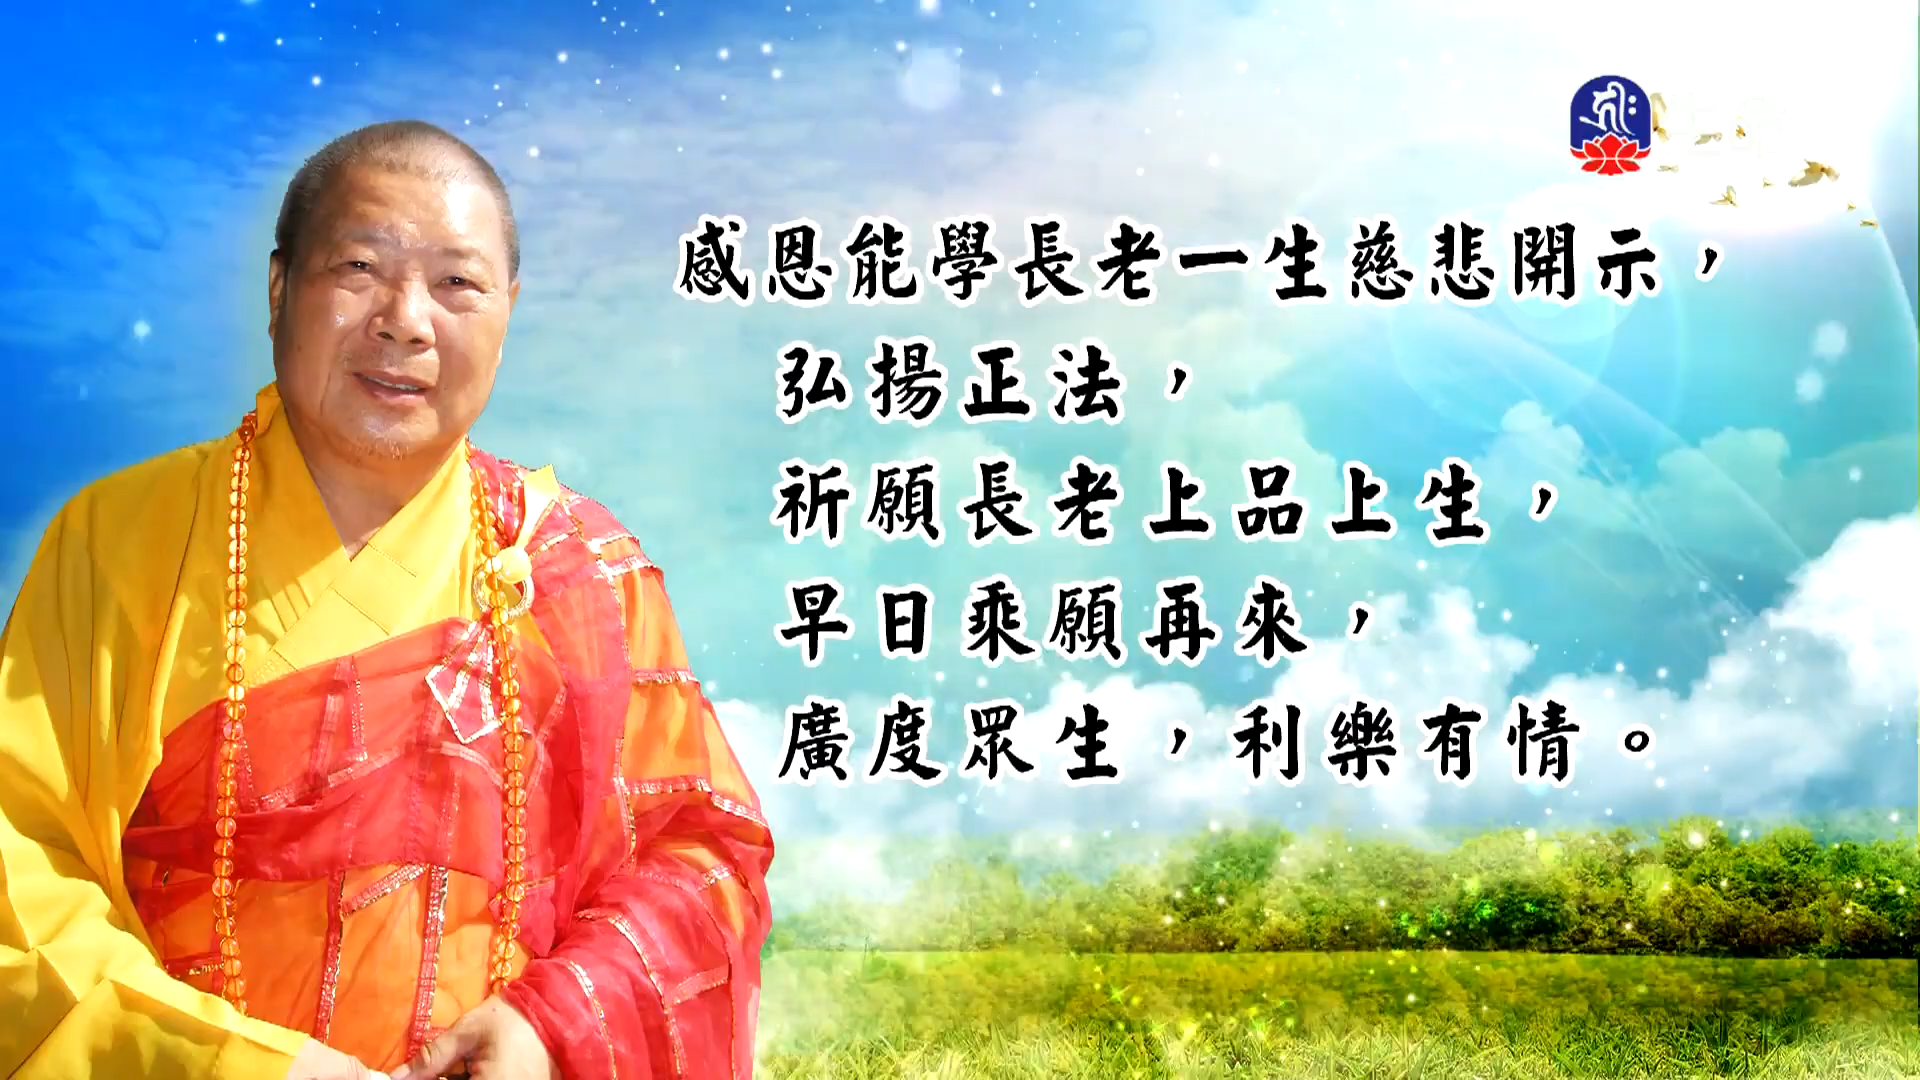 感恩能學長老一生慈悲開示，
弘揚正法，
祈願長老上品上生，
早日乘願再來，
廣度眾生，利樂有情。